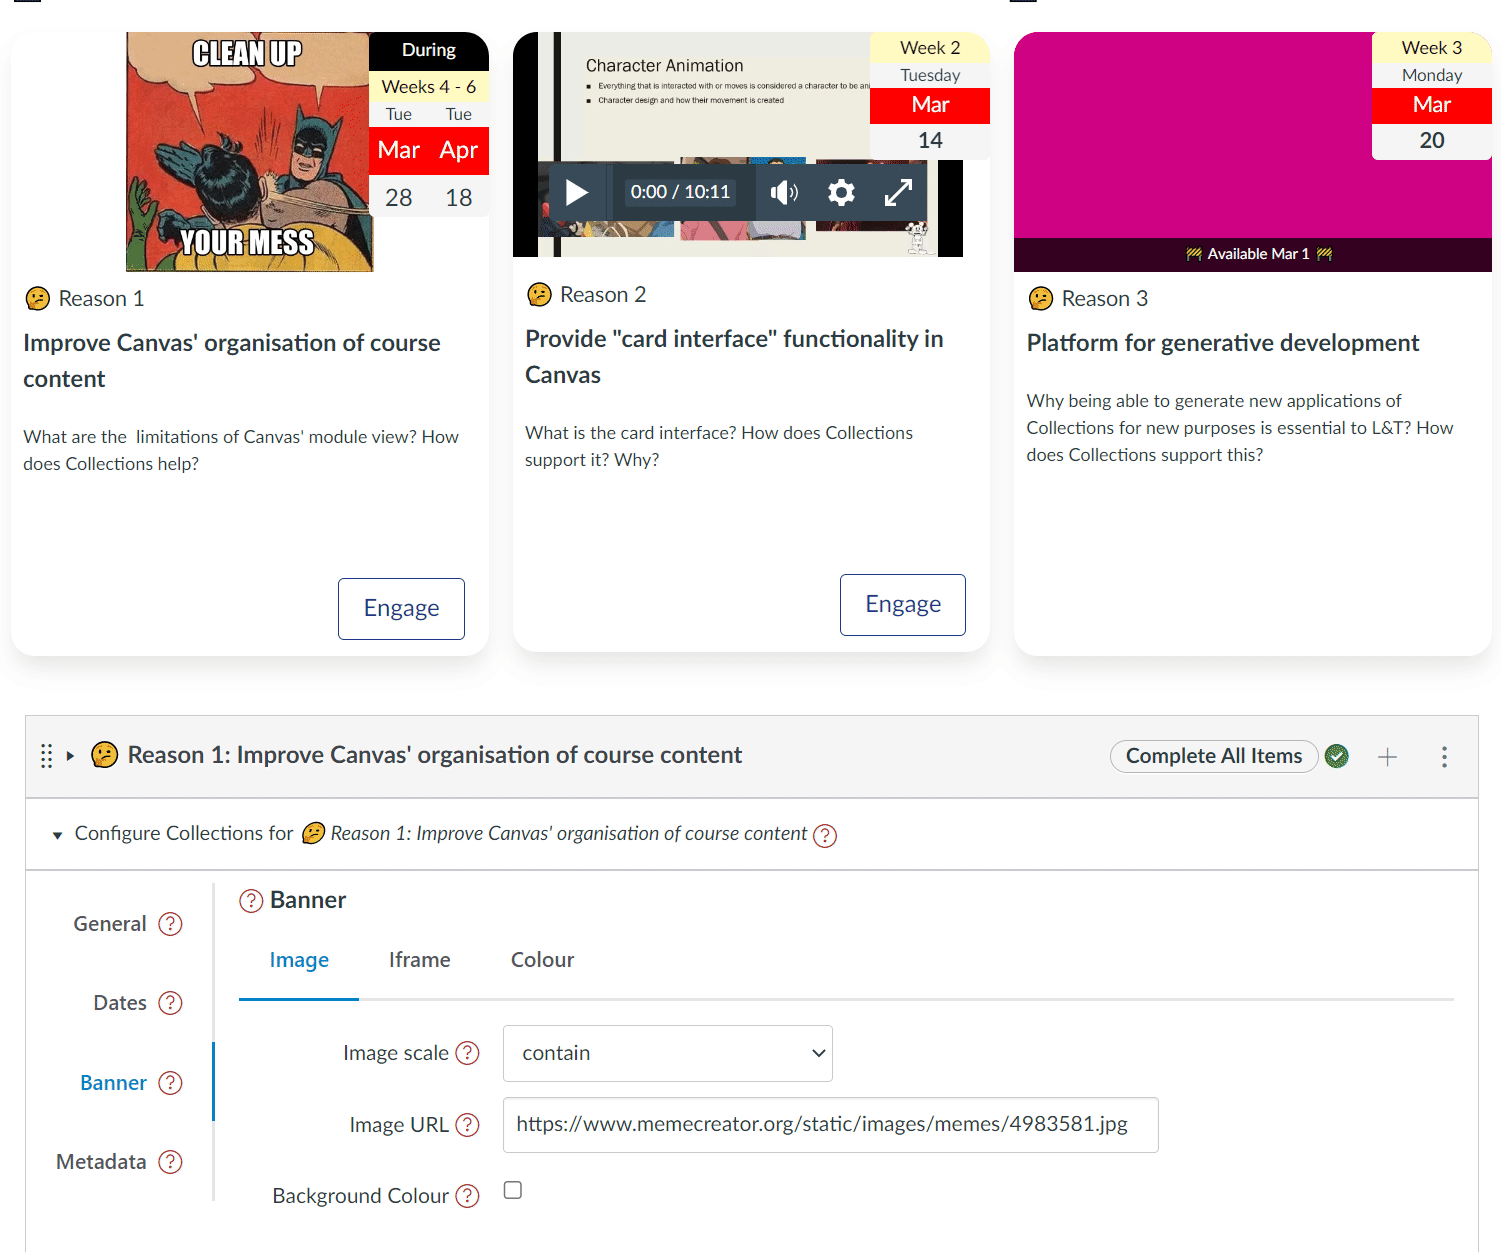 CLEAN UP
YOUR MESS
During
Weeks 4 - 6
Tue Tue
Mar Apr
28 18
🤔 Reason 1
Improve Canvas' organisation of course
content
What are the limitations of Canvas' module view? How
does Collections help?
Engage
Character Animation
Everything that is interacted with or moves is considered a character to be
Character design and how their movement is created
Week 2
Tuesday
Mar
14
0:00 / 10:11
🤔 Reason 2
Provide "card interface" functionality in
Canvas
What is the card interface? How does Collections
support it? Why?
Engage
Week 3
Monday
Mar
20
🚧 Available Mar 1 🚧
🤔 Reason 3
Platform for generative development
Why being able to generate new applications of
Collections for new purposes is essential to L&T? How
does Collections support this?
🤔 Reason 1: Improve Canvas' organisation of course content
Complete All Items
Configure Collections for 🤔 Reason 1: Improve Canvas' organisation of course content ?
General ?
Dates ?
Banner ?
Metadata ?
? Banner
Image Iframe Colour
Image scale ? contain
Image URL ? https://www.memecreator.org/static/images/memes/4983581.jpg
Background Colour ?